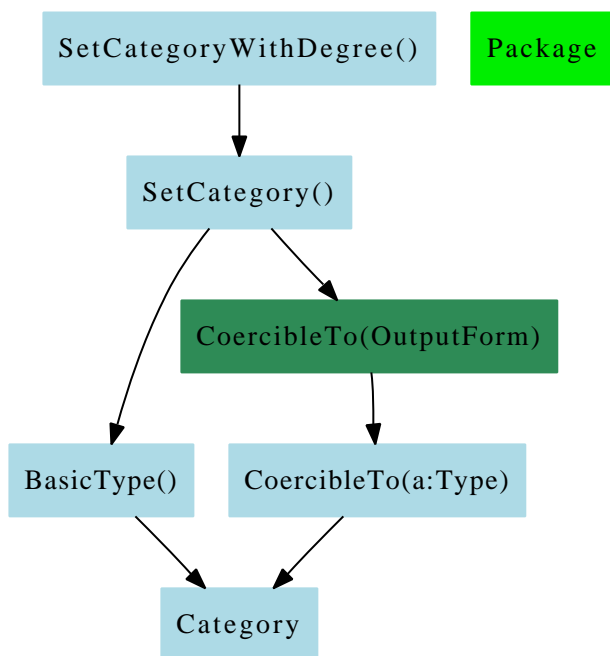 SetCategoryWithDegree()
Package
SetCategory()
CoercibleTo(OutputForm)
BasicType()
CoercibleTo(a:Type)
Category